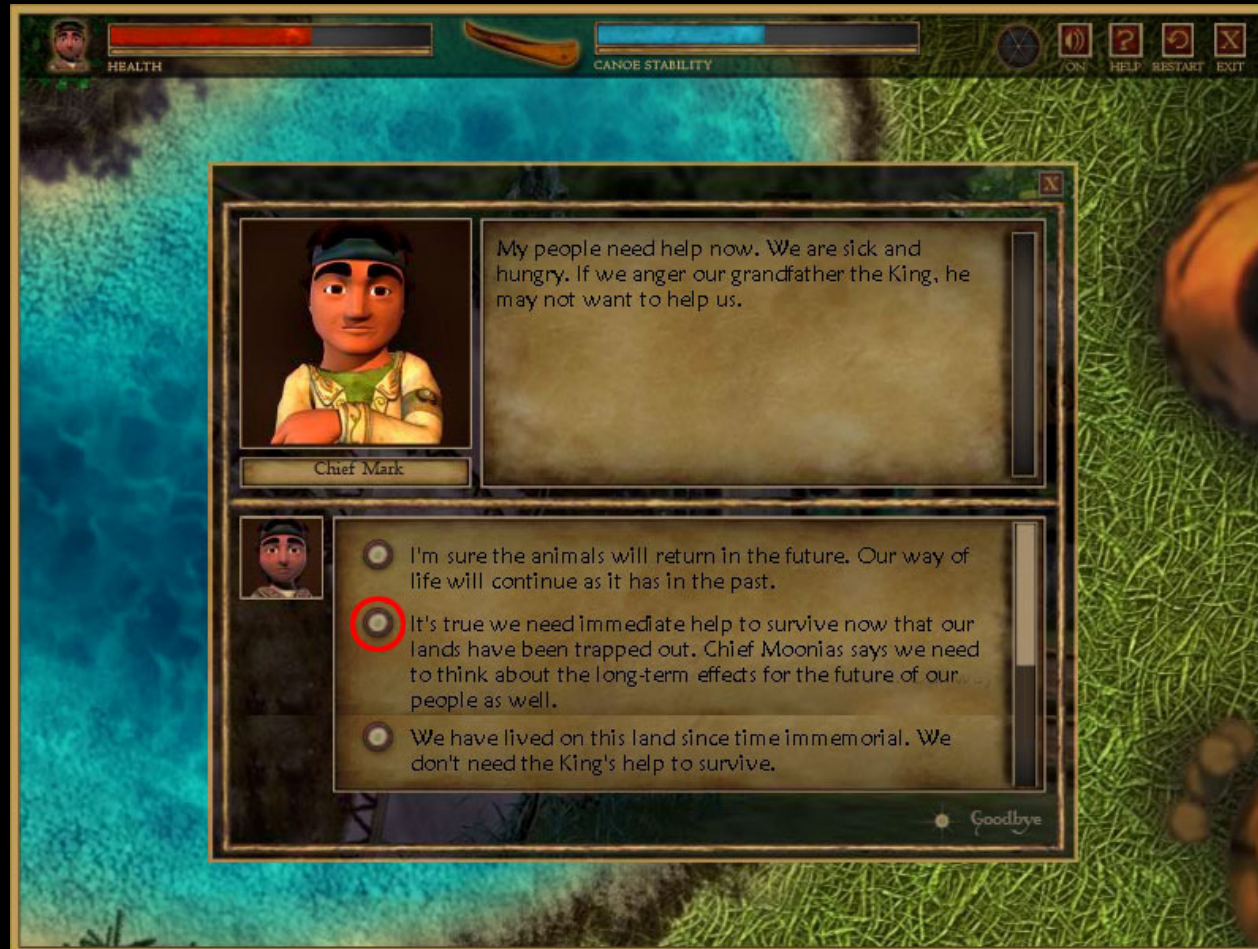 HEALTH
CANOE STABILITY
ON
HELP
RESTART
EXIT
X
My people need help now. We are sick and
hungry. If we anger our grandfather the King, he
may not want to help us.
Chief Mark
I'm sure the animals will return in the future. Our way of
life will continue as it has in the past.
It's true we need immediate help to survive now that our
lands have been trapped out. Chief Moonias says we need
to think about the long-term effects for the future of our
people as well.
We have lived on this land since time immemorial. We
don't need the King's help to survive.
Goodbye